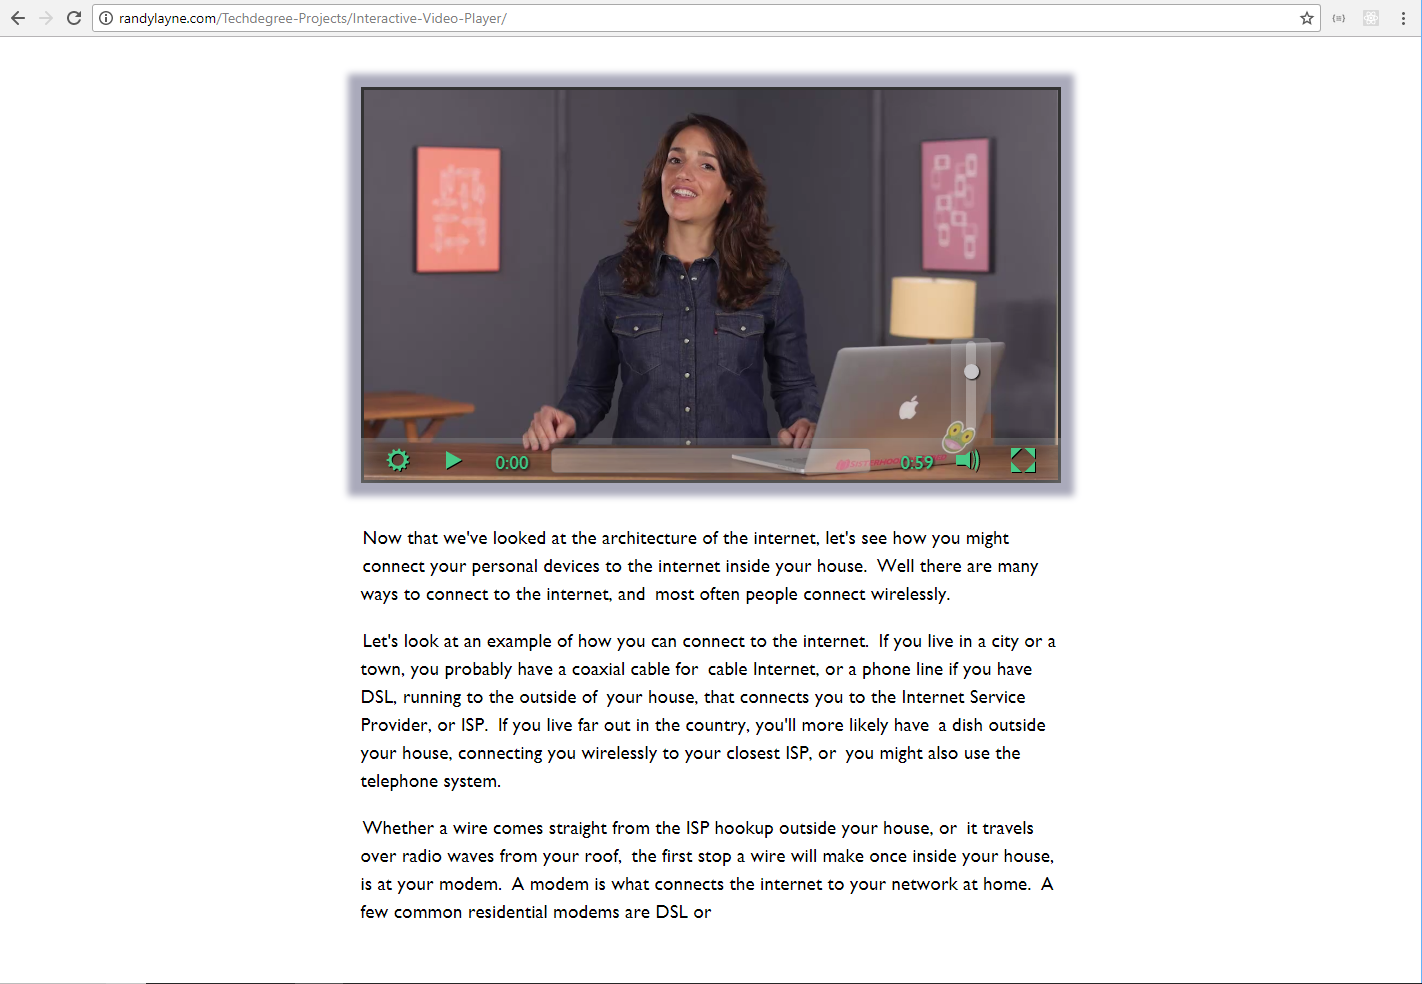 randylayne.com/Techdegree-Projects/Interactive-Video-Player/
0:00
0:59
Now that we've looked at the architecture of the internet, let's see how you might
connect your personal devices to the internet inside your house. Well there are many
ways to connect to the internet, and most often people connect wirelessly.
Let's look at an example of how you can connect to the internet. If you live in a city or a
town, you probably have a coaxial cable for cable Internet, or a phone line if you have
DSL, running to the outside of your house, that connects you to the Internet Service
Provider, or ISP. If you live far out in the country, you'll more likely have a dish outside
your house, connecting you wirelessly to your closest ISP, or you might also use the
telephone system.
Whether a wire comes straight from the ISP hookup outside your house, or it travels
over radio waves from your roof, the first stop a wire will make once inside your house,
is at your modem. A modem is what connects the internet to your network at home. A
few common residential modems are DSL or